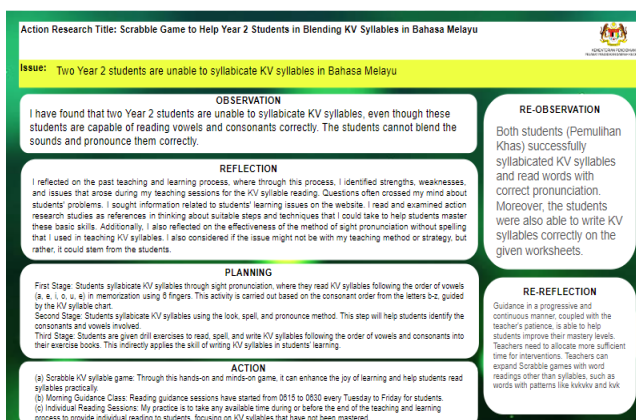 Action Research Title: Scrabble Game to Help Year 2 Students in Blending KV Syllables in Bahasa Melayu
KEMENTERIAN PENDIDIKAN
Issue: Two Year 2 students are unable to syllabicate KV syllables in Bahasa Melayu
OBSERVATION
I have found that two Year 2 students are unable to syllabicate KV syllables, even though these
students are capable of reading vowels and consonants correctly. The students cannot blend the
sounds and pronounce them correctly.
REFLECTION
I reflected on the past teaching and learning process, where through this process, I identified strengths, weaknesses,
and issues that arose during my teaching sessions for the KV syllable reading. Questions often crossed my mind about
students' problems. I sought information related to students' learning issues on the website. I read and examined action
research studies as references in thinking about suitable steps and techniques that I could take to help students master
these basic skills. Additionally, I also reflected on the effectiveness of the method of sight pronunciation without spelling
that I used in teaching KV syllables. I also considered if the issue might not be with my teaching method or strategy, but
rather, it could stem from the students.
PLANNING
First Stage: Students syllabicate KV syllables through sight pronunciation, where they read KV syllables following the order of vowels
(a, e, i, o, u, e) in memorization using 6 fingers. This activity is carried out based on the consonant order from the letters b-z, guided
by the KV syllable chart.
Second Stage: Students syllabicate KV syllables using the look, spell, and pronounce method. This step will help students identify the
consonants and vowels involved.
Third Stage: Students are given drill exercises to read, spell, and write KV syllables following the order of vowels and consonants into
their exercise books. This indirectly applies the skill of writing KV syllables in students' learning.
ACTION
(a) Scrabble KV syllable game: Through this hands-on and minds-on game, it can enhance the joy of learning and help students read
syllables practically.
(b) Morning Guidance Class: Reading guidance sessions have started from 0615 to 0630 every Tuesday to Friday for students.
(c) Individual Reading Sessions: My practice is to take any available time during or before the end of the teaching and learning
process to provide individual reading to students, focusing on KV syllables that have not been mastered.
RE-OBSERVATION
Both students (Pemulihan
Khas) successfully
syllabicated KV syllables
and read words with
correct pronunciation.
Moreover, the students
were also able to write KV
syllables correctly on the
given worksheets.
RE-REFLECTION
Guidance in a progressive and
continuous manner, coupled with the
teacher's patience, is able to help
students improve their mastery levels.
Teachers need to allocate more sufficient
time for interventions. Teachers can
expand Scrabble games with word
readings other than syllables, such as
words with patterns like kvkvkv and kvk